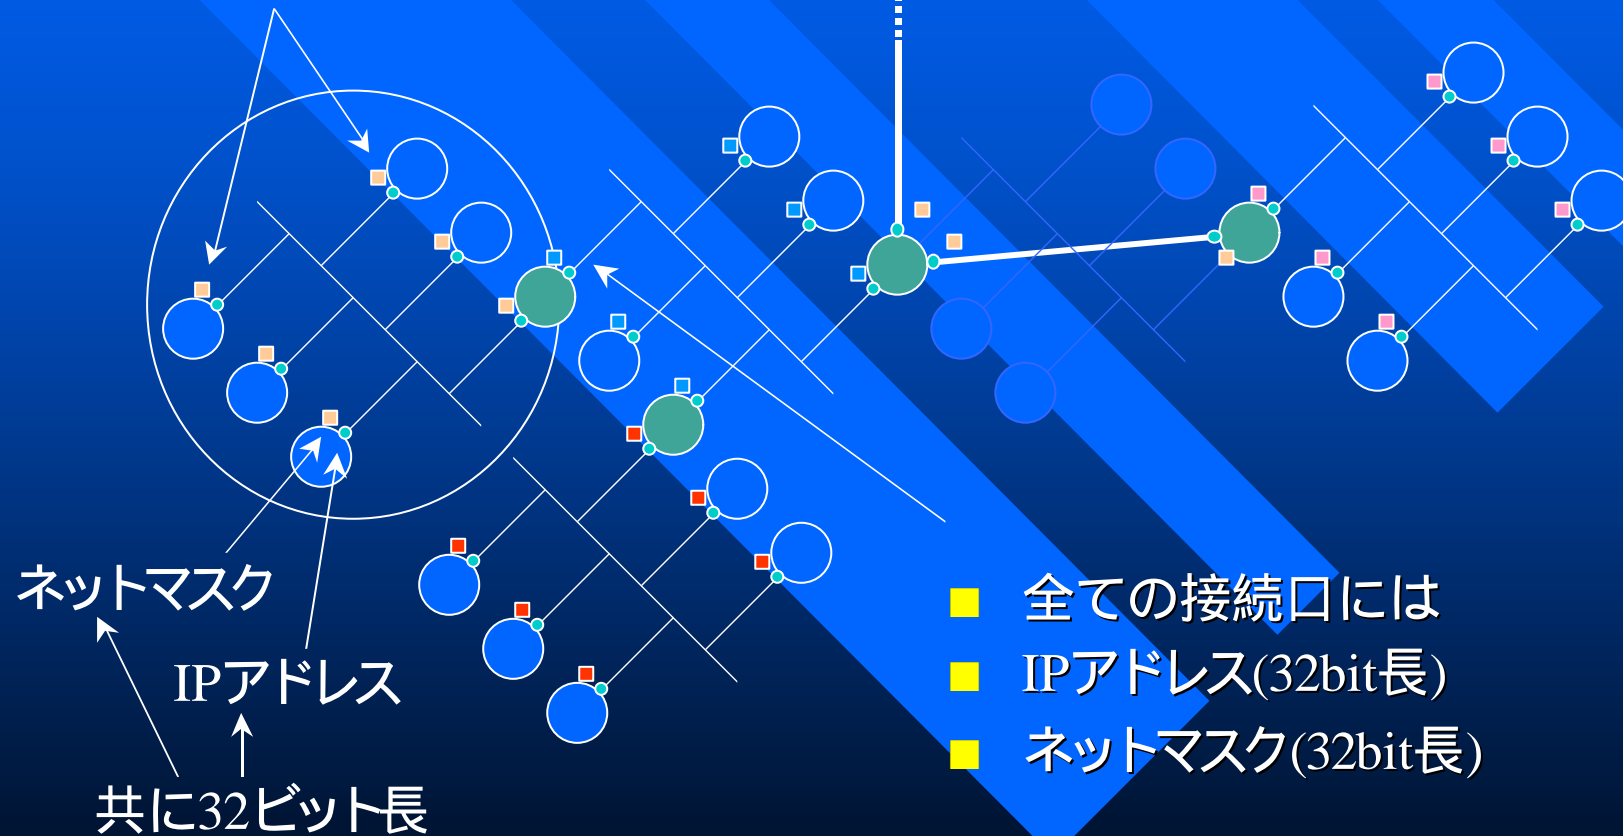 ネットマスク
IPアドレス
共に32ビット長
全ての接続口には
IPアドレス(32bit長)
ネットマスク(32bit長)